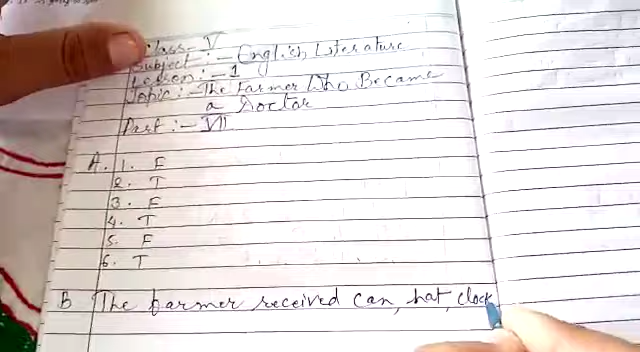 Class - V
Subject :- English Literature
Lesson :- 1
Topic :- The Farmer Who Became
a Doctor
Part :- VII
A. 1. F
2. T
3. F
4. T
5. F
6. T
B The farmer received can, hat, clock